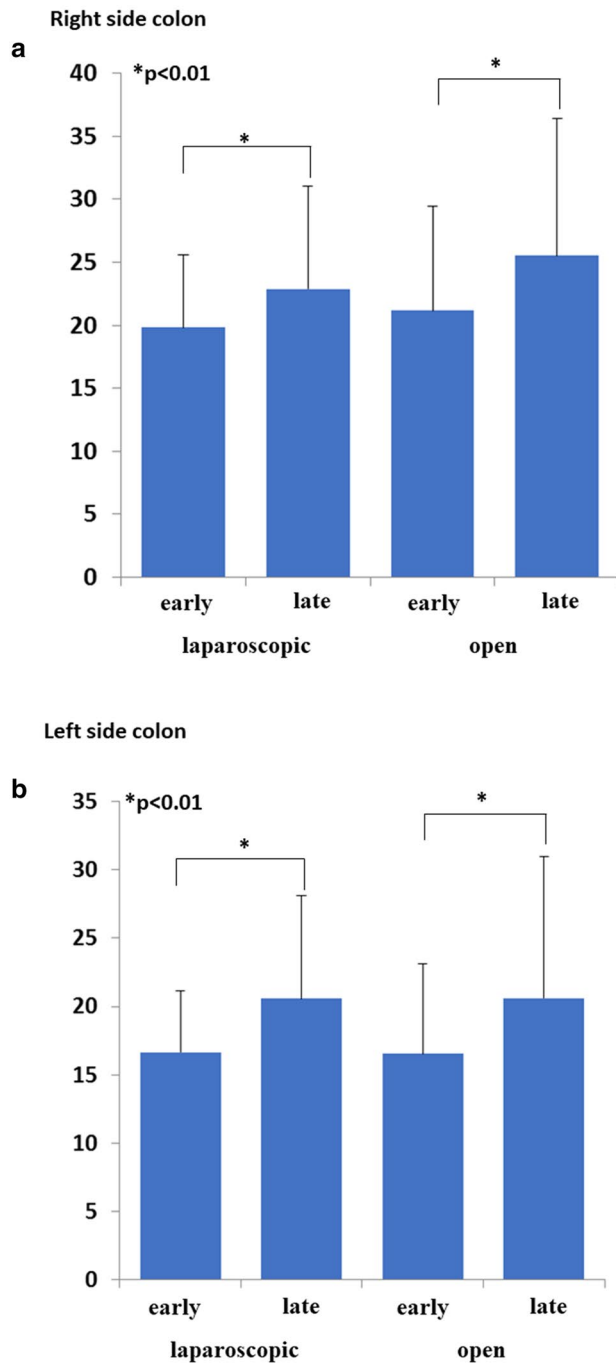 Right side colon
a
*p<0.01
*
*
40
35
30
25
20
15
10
5
0
early late early late
laparoscopic open
Left side colon
b
*p<0.01
*
*
35
30
25
20
15
10
5
0
early late early late
laparoscopic open